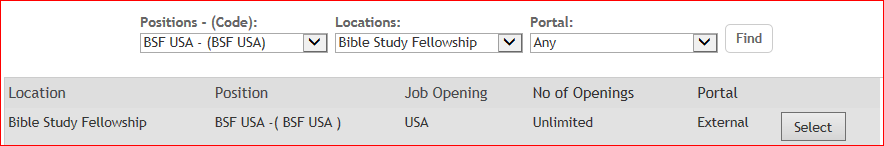 Positions - (Code): Locations: Portal:
BSF USA - (BSF USA) Bible Study Fellowship Any Find
Location Position Job Opening No of Openings Portal
Bible Study Fellowship BSF USA -( BSF USA ) USA Unlimited External Select